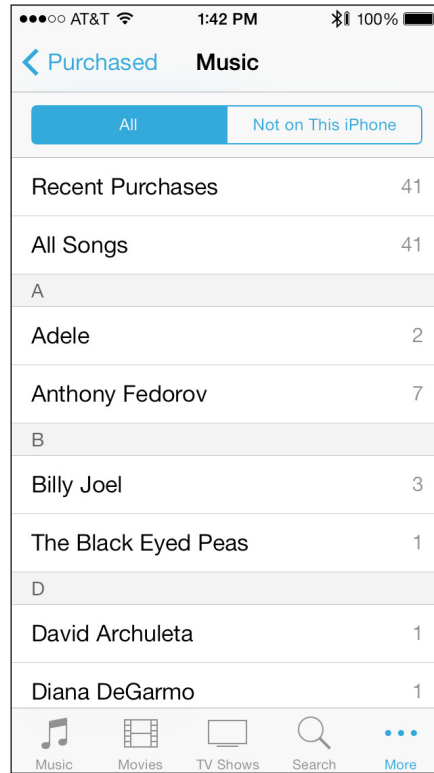 AT&T 1:42 PM 100%
Purchased Music
All Not on This iPhone
Recent Purchases 41
All Songs 41
A
Adele 2
Anthony Fedorov 7
B
Billy Joel 3
The Black Eyed Peas 1
D
David Archuleta 1
Diana DeGarmo 1
Music Movies TV Shows Search More